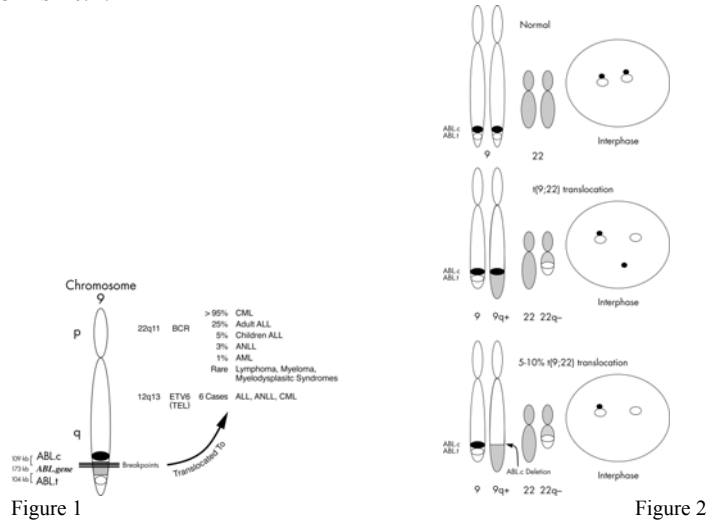 Chromosome
9
p
q
22q11 BCR
> 95% CML
25% Adult ALL
5% Children ALL
3% ANLL
1% AML
Rare Lymphoma, Myeloma,
Myelodysplasitc Syndromes
12q13 ETV6 6 Cases ALL, ANLL, CML
(TEL)
109 kb ABL.c
173 kb ABL.gene
104 kb ABL.t
Breakpoints
Translocated To
Figure 1
Normal
ABL.c
ABL.t
9 22
Interphase
t(9;22) translocation
ABL.c
ABL.t
9 9q+ 22 22q–
Interphase
5-10% t(9;22) translocation
ABL.c
ABL.t
ABL.c Deletion
9 9q+ 22 22q–
Interphase
Figure 2